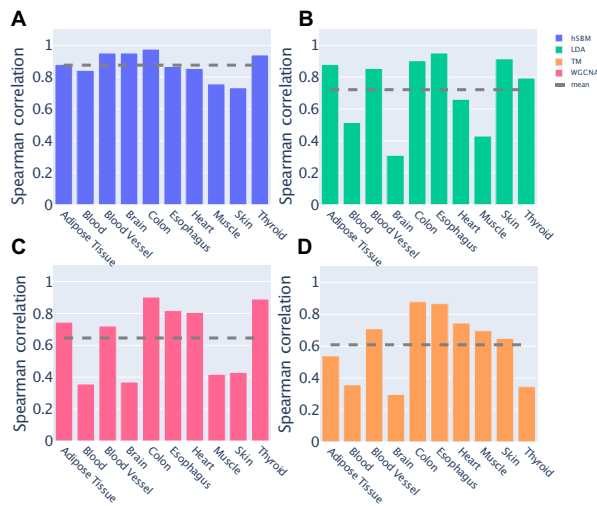 A
B
hSBM
LDA
TM
WGCNA
mean
Spearman correlation
1
0.8
0.6
0.4
0.2
0
Adipose Tissue
Blood
Blood Vessel
Brain
Colon
Esophagus
Heart
Muscle
Skin
Thyroid
Spearman correlation
1
0.8
0.6
0.4
0.2
0
Adipose Tissue
Blood
Blood Vessel
Brain
Colon
Esophagus
Heart
Muscle
Skin
Thyroid
C
D
Spearman correlation
1
0.8
0.6
0.4
0.2
0
Adipose Tissue
Blood
Blood Vessel
Brain
Colon
Esophagus
Heart
Muscle
Skin
Thyroid
Spearman correlation
1
0.8
0.6
0.4
0.2
0
Adipose Tissue
Blood
Blood Vessel
Brain
Colon
Esophagus
Heart
Muscle
Skin
Thyroid